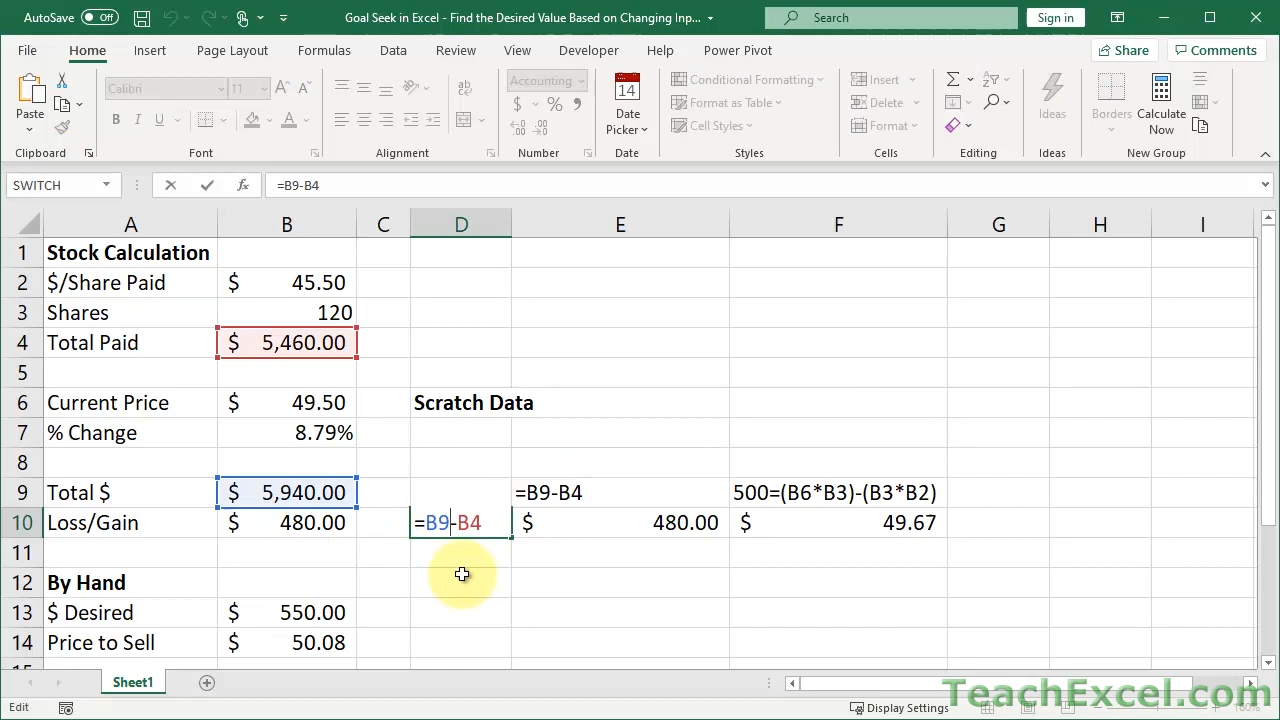 AutoSave Off Goal Seek in Excel - Find the Desired Value Based on Changing Inp... Search Sign in
File Home Insert Page Layout Formulas Data Review View Developer Help Power Pivot Share Comments
Paste Calibri 11 Accounting Conditional Formatting Format as Table Cell Styles Insert Delete Format
14 Date Picker Ideas Borders Calculate Now
Clipboard Font Alignment Number Date Styles Cells Editing Ideas New Group
SWITCH fx =B9-B4
A B C D E F G H I
1 Stock Calculation
2 $/Share Paid $ 45.50
3 Shares 120
4 Total Paid $ 5,460.00
5
6 Current Price $ 49.50 Scratch Data
7 % Change 8.79%
8
9 Total $ $ 5,940.00 =B9-B4 500=(B6*B3)-(B3*B2)
10 Loss/Gain $ 480.00 =B9-B4 $ 480.00 $ 49.67
11
12 By Hand
13 $ Desired $ 550.00
14 Price to Sell $ 50.08
15
Sheet1
Edit Display Settings 100%
TeachExcel.com